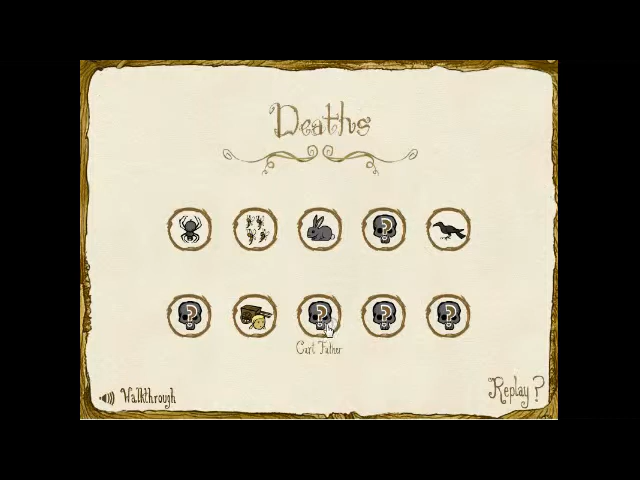 Deaths
?
? ? ? ?
Cart Father
Walkthrough
Replay ?